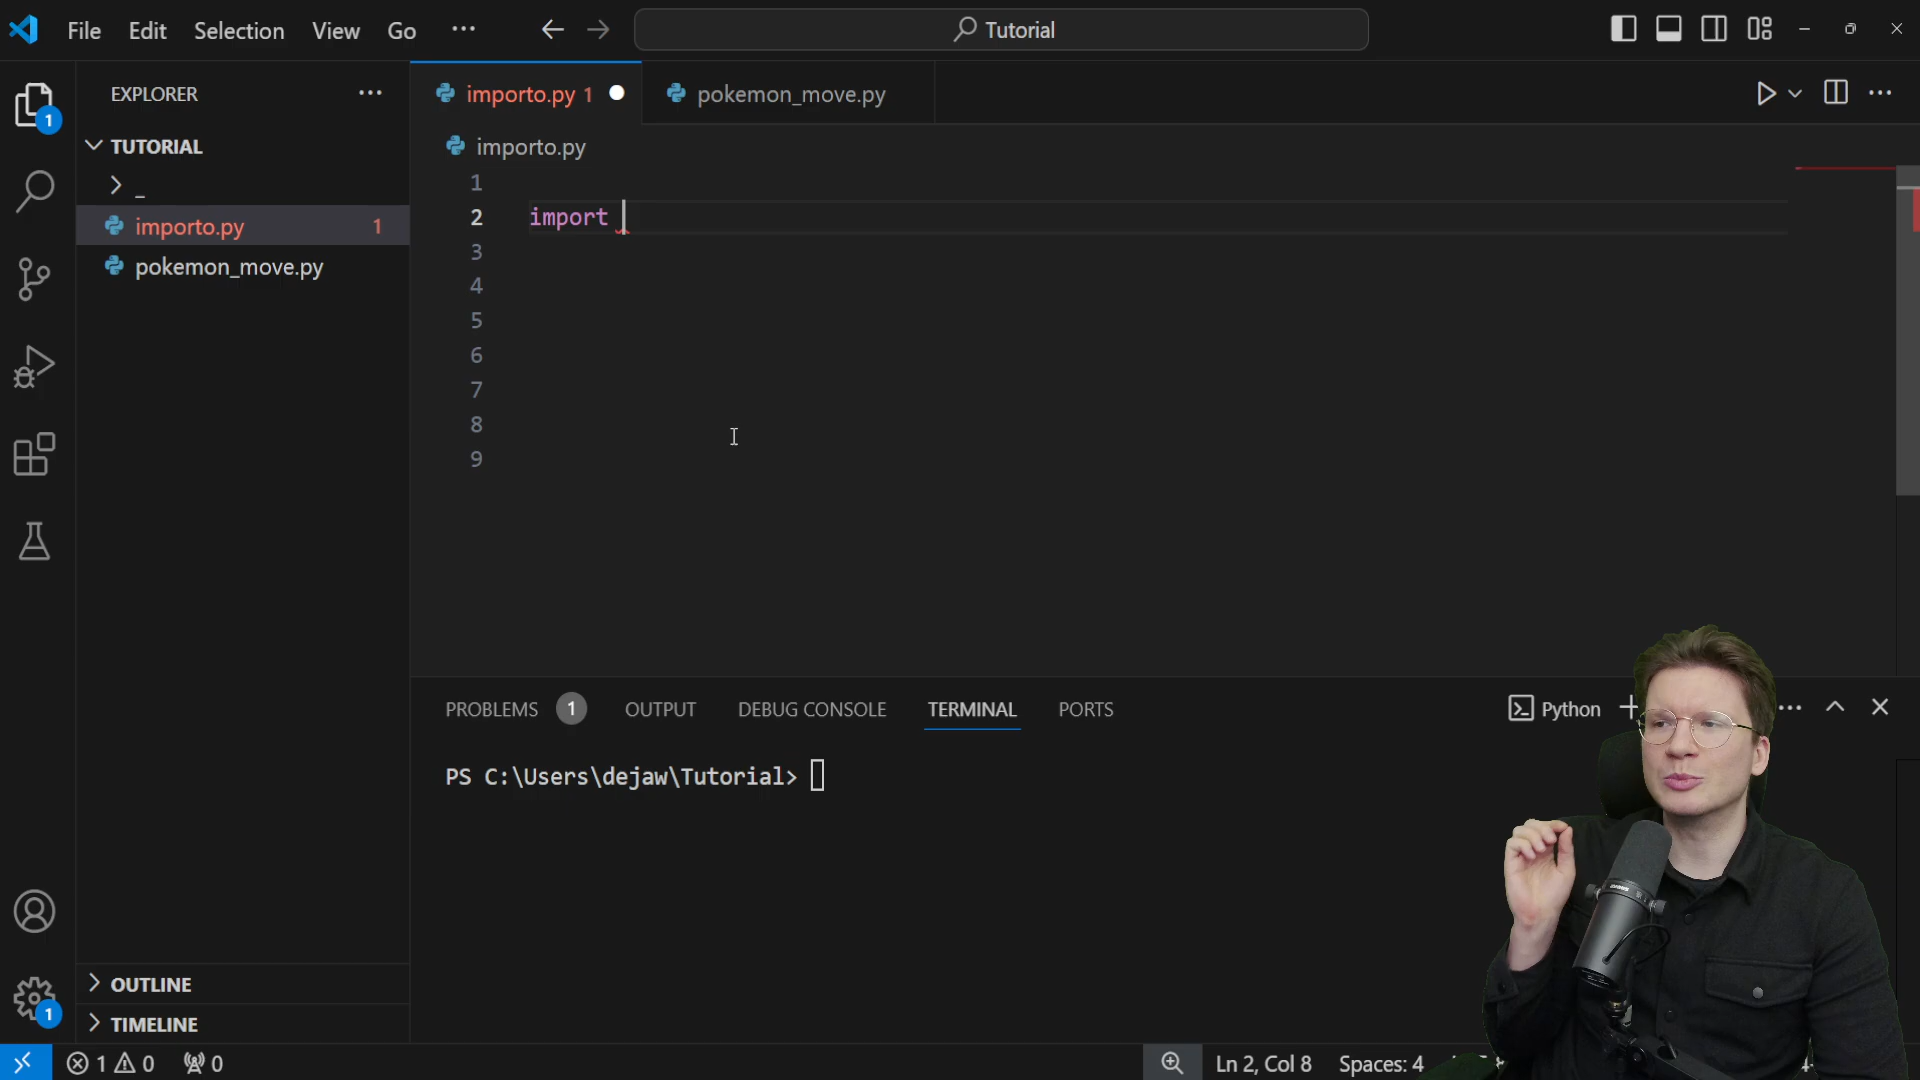 File Edit Selection View Go ··· Tutorial
EXPLORER ···
TUTORIAL
_
importo.py 1
pokemon_move.py
importo.py 1 pokemon_move.py
importo.py
1
2 import
3
4
5
6
7
8
9
PROBLEMS 1 OUTPUT DEBUG CONSOLE TERMINAL PORTS Python
PS C:\Users\dejaw\Tutorial>
1
OUTLINE
1
TIMELINE
1 0 0 Ln 2, Col 8 Spaces: 4